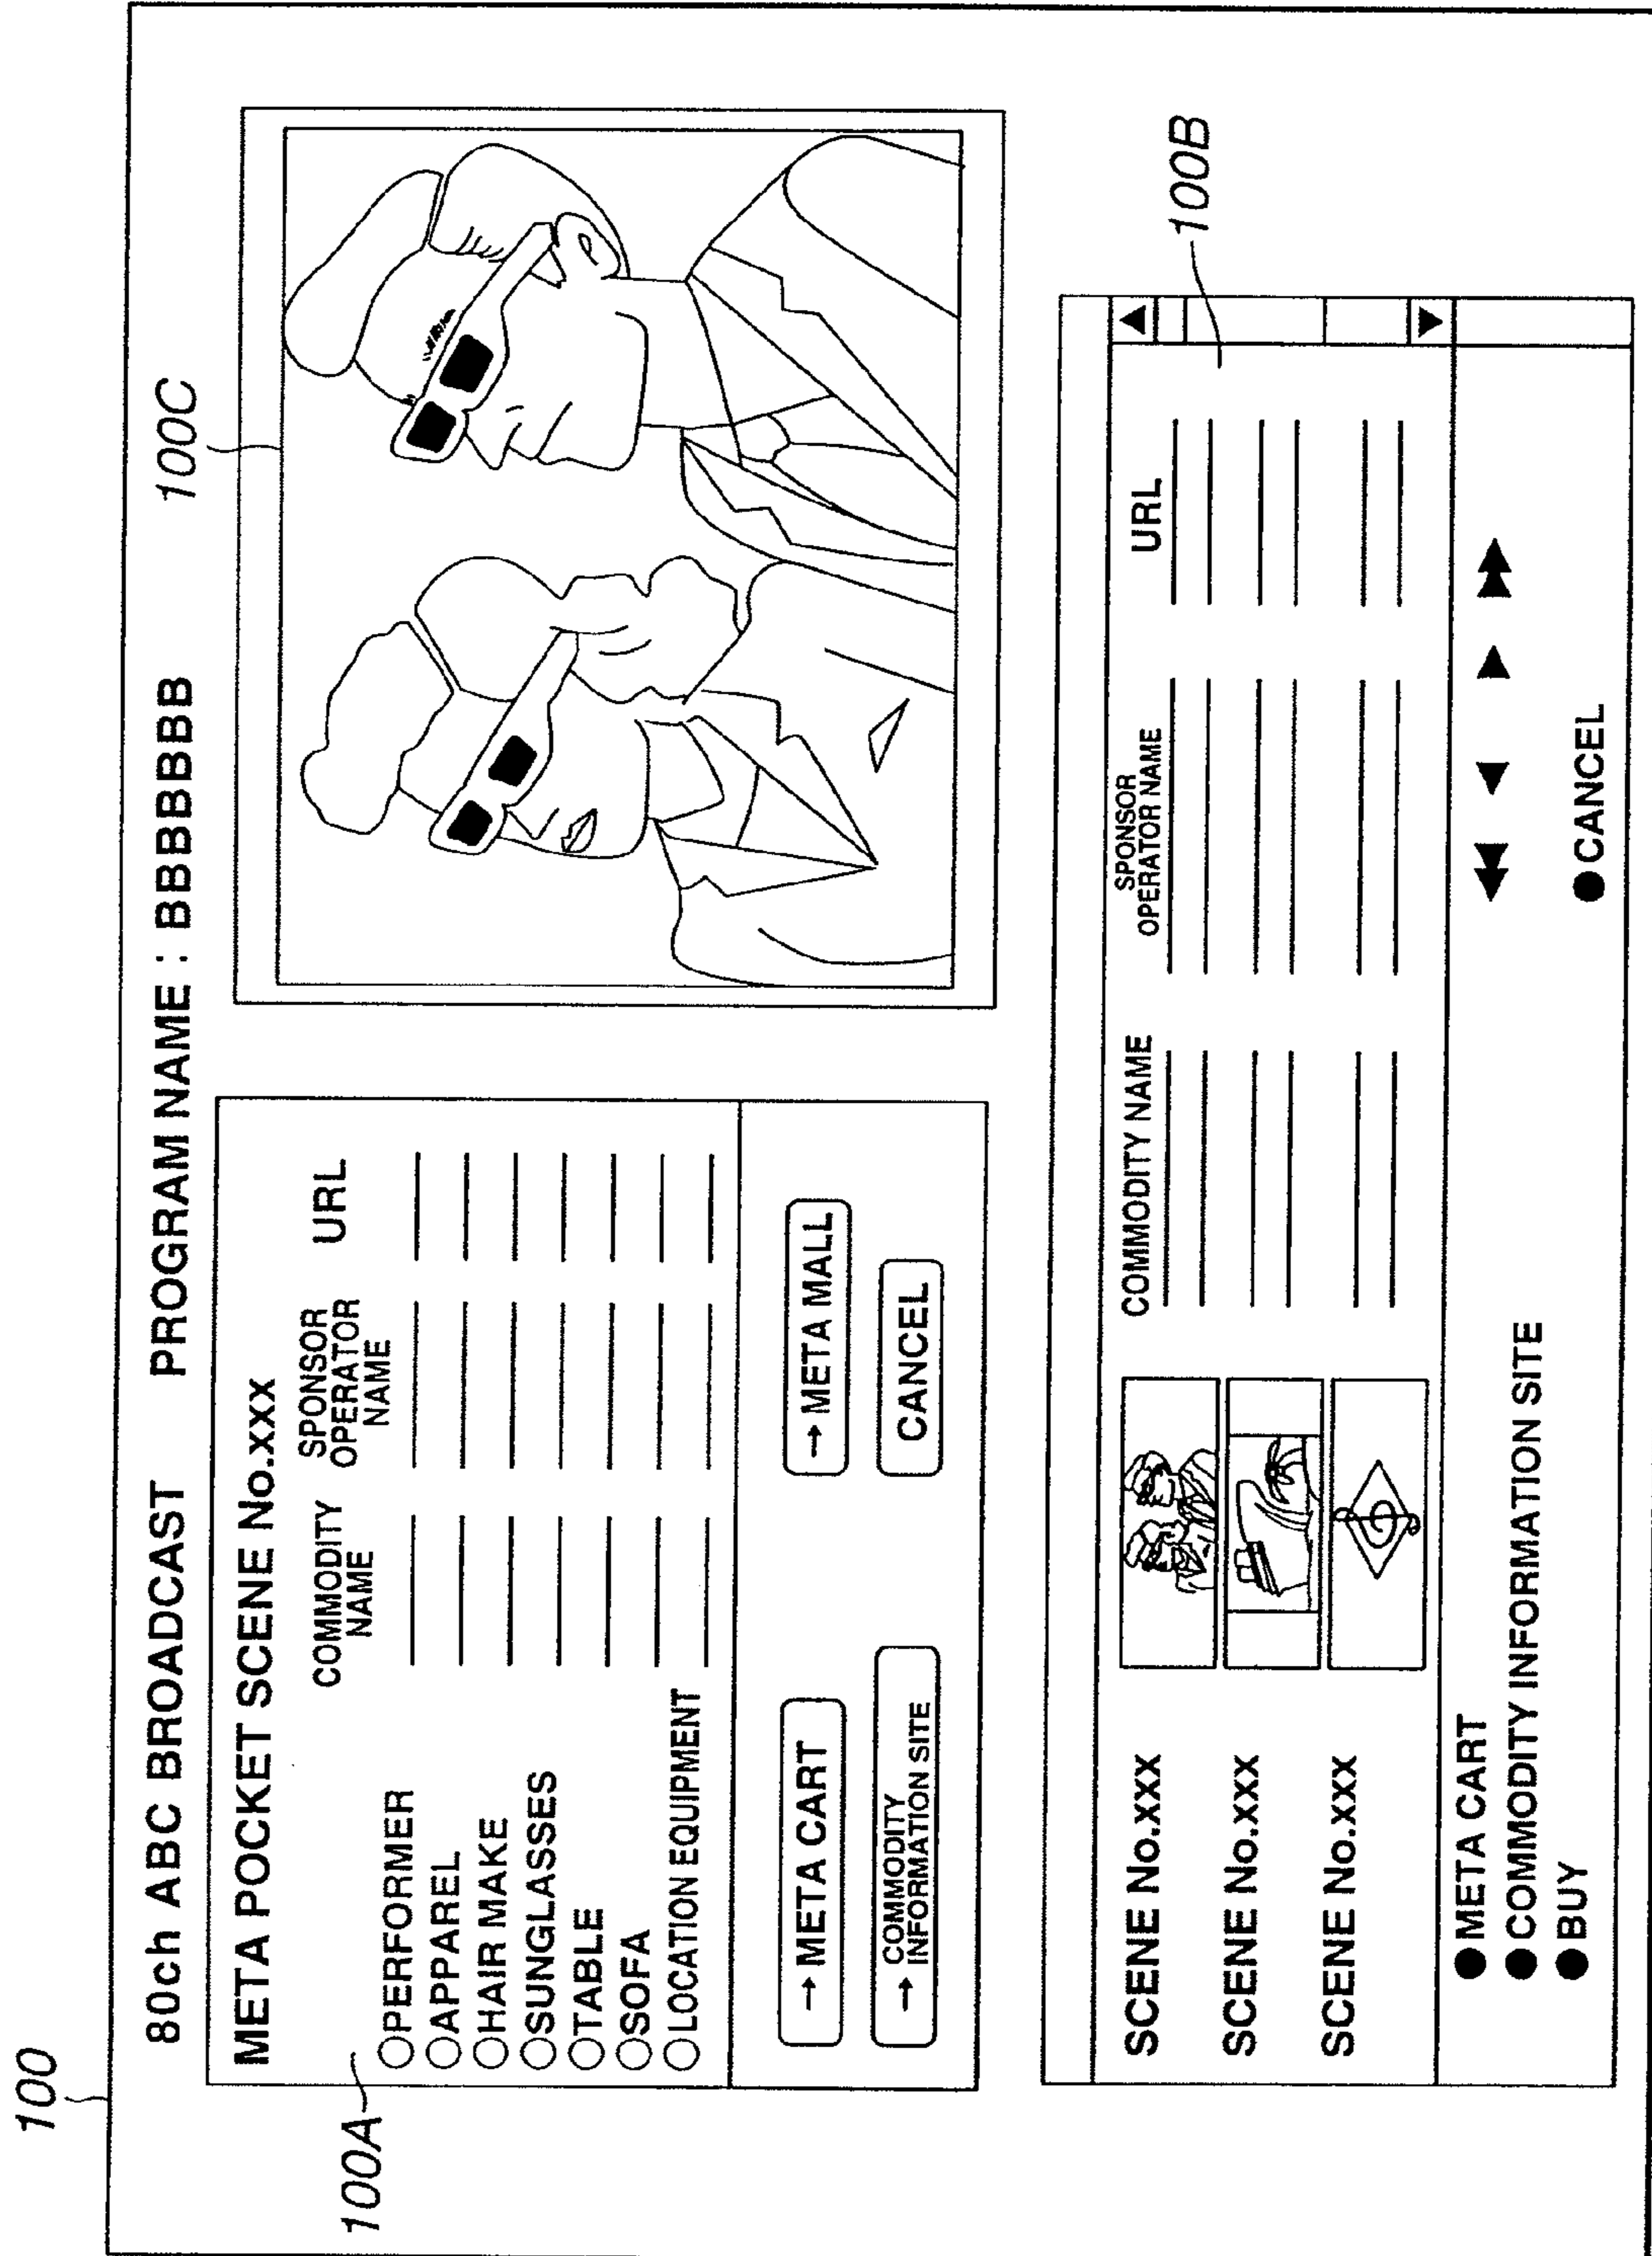 100
80ch ABC BROADCAST PROGRAM NAME : BBBBBBB
100C
META POCKET SCENE No.xxx
100A
COMMODITY NAME
SPONSOR OPERATOR NAME
URL
○PERFORMER
○APPAREL
○HAIR MAKE
○SUNGLASSES
○TABLE
○SOFA
○LOCATION EQUIPMENT
→ META CART
→ META MALL
→ COMMODITY INFORMATION SITE
CANCEL
100B
COMMODITY NAME
SPONSOR OPERATOR NAME
URL
SCENE No.xxx
SCENE No.xxx
SCENE No.xxx
●META CART
●COMMODITY INFORMATION SITE
●BUY
●CANCEL